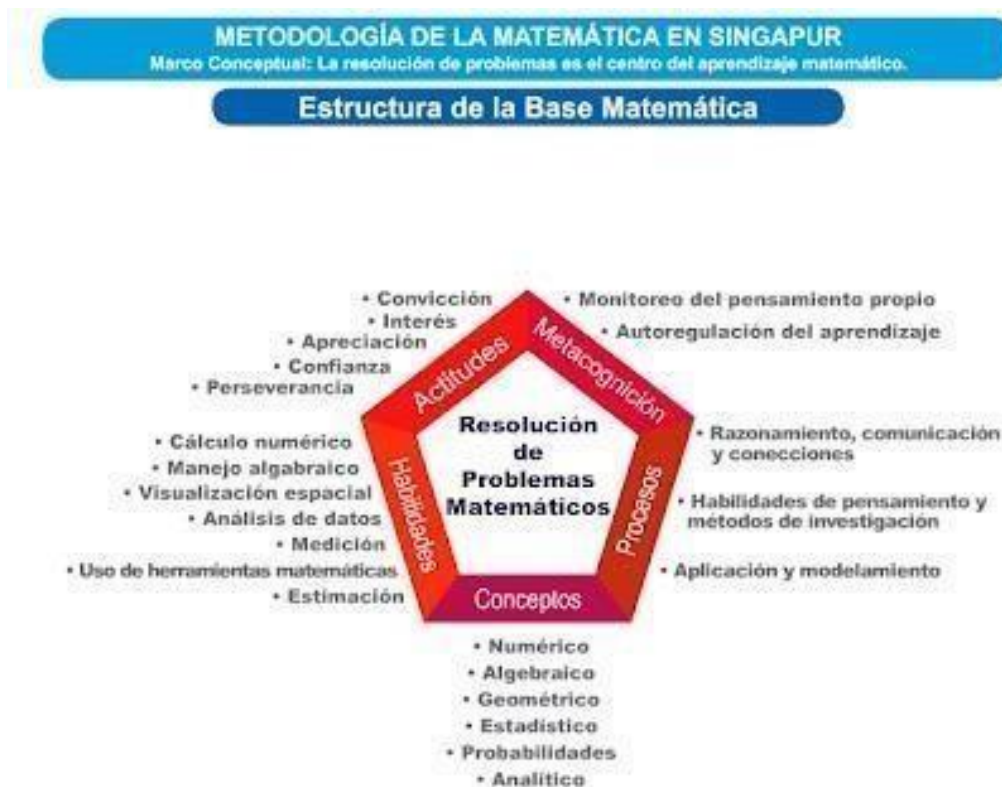 METODOLOGÍA DE LA MATEMÁTICA EN SINGAPUR
Marco Conceptual: La resolución de problemas es el centro del aprendizaje matemático.
Estructura de la Base Matemática
• Convicción
• Interés
• Apreciación
• Confianza
• Perseverancia
Actitudes
Metacognición
• Monitoreo del pensamiento propio
• Autoregulación del aprendizaje
Resolución
de
Problemas
Matemáticos
• Cálculo numérico
• Manejo algabraico
• Visualización espacial
• Análisis de datos
• Medición
• Uso de herramientas matemáticas
• Estimación
Habilidades
Procesos
• Razonamiento, comunicación
y conecciones
• Habilidades de pensamiento y
métodos de investigación
• Aplicación y modelamiento
Conceptos
• Numérico
• Algebraico
• Geométrico
• Estadístico
• Probabilidades
• Analítico